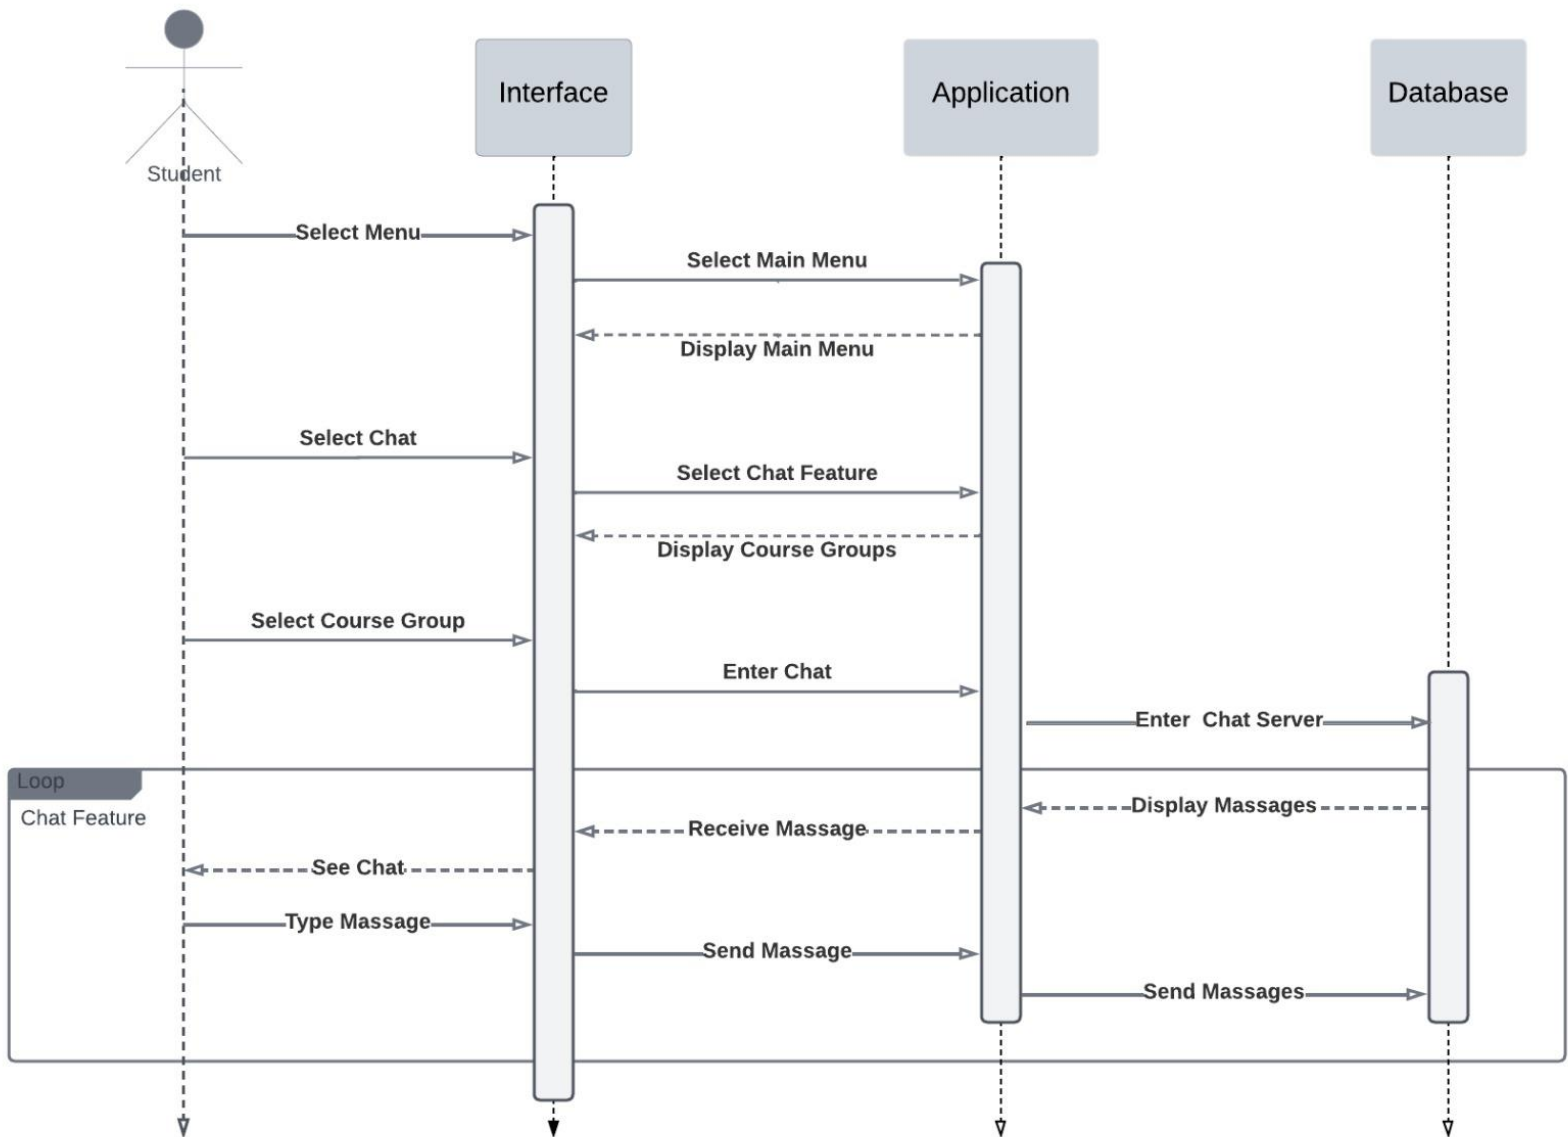 Interface
Application
Database
Student
Select Menu
Select Main Menu
Display Main Menu
Select Chat
Select Chat Feature
Display Course Groups
Select Course Group
Enter Chat
Enter  Chat Server
Loop
Chat Feature
Display Massages
Receive Massage
See Chat
Type Massage
Send Massage
Send Massages